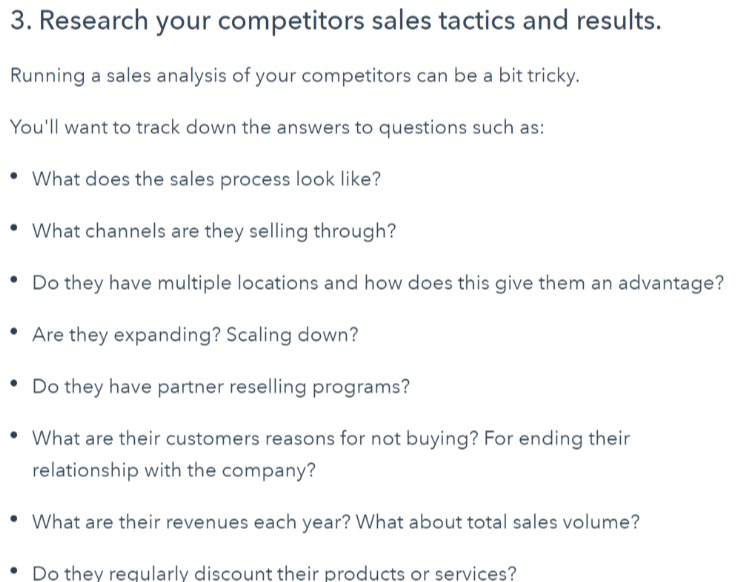 3. Research your competitors sales tactics and results.
Running a sales analysis of your competitors can be a bit tricky.
You'll want to track down the answers to questions such as:
• What does the sales process look like?
• What channels are they selling through?
• Do they have multiple locations and how does this give them an advantage?
• Are they expanding? Scaling down?
• Do they have partner reselling programs?
• What are their customers reasons for not buying? For ending their
relationship with the company?
• What are their revenues each year? What about total sales volume?
• Do they regularly discount their products or services?